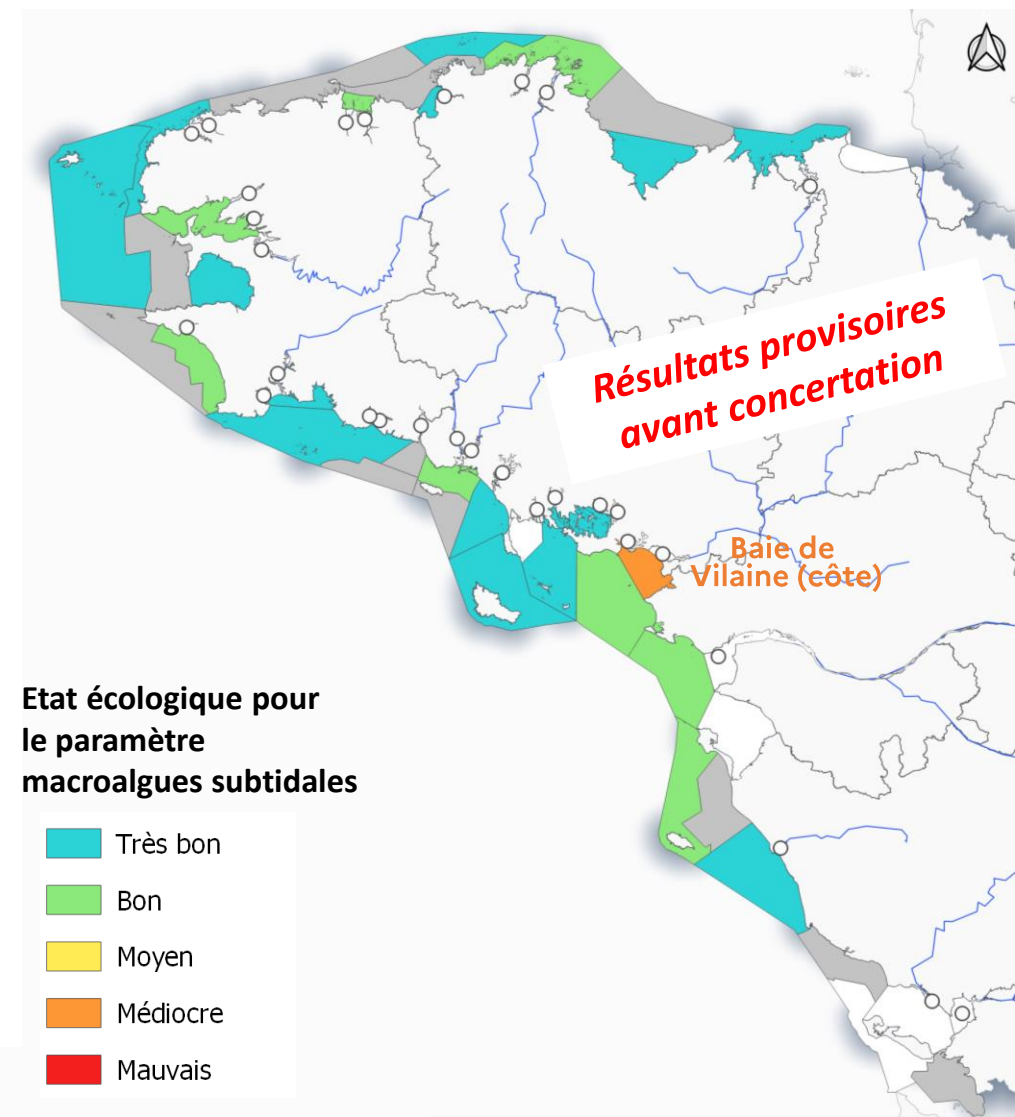 Résultats provisoires
avant concertation
Baie de
Vilaine (côte)
Etat écologique pour
le paramètre
macroalgues subtidales
Très bon
Bon
Moyen
Médiocre
Mauvais